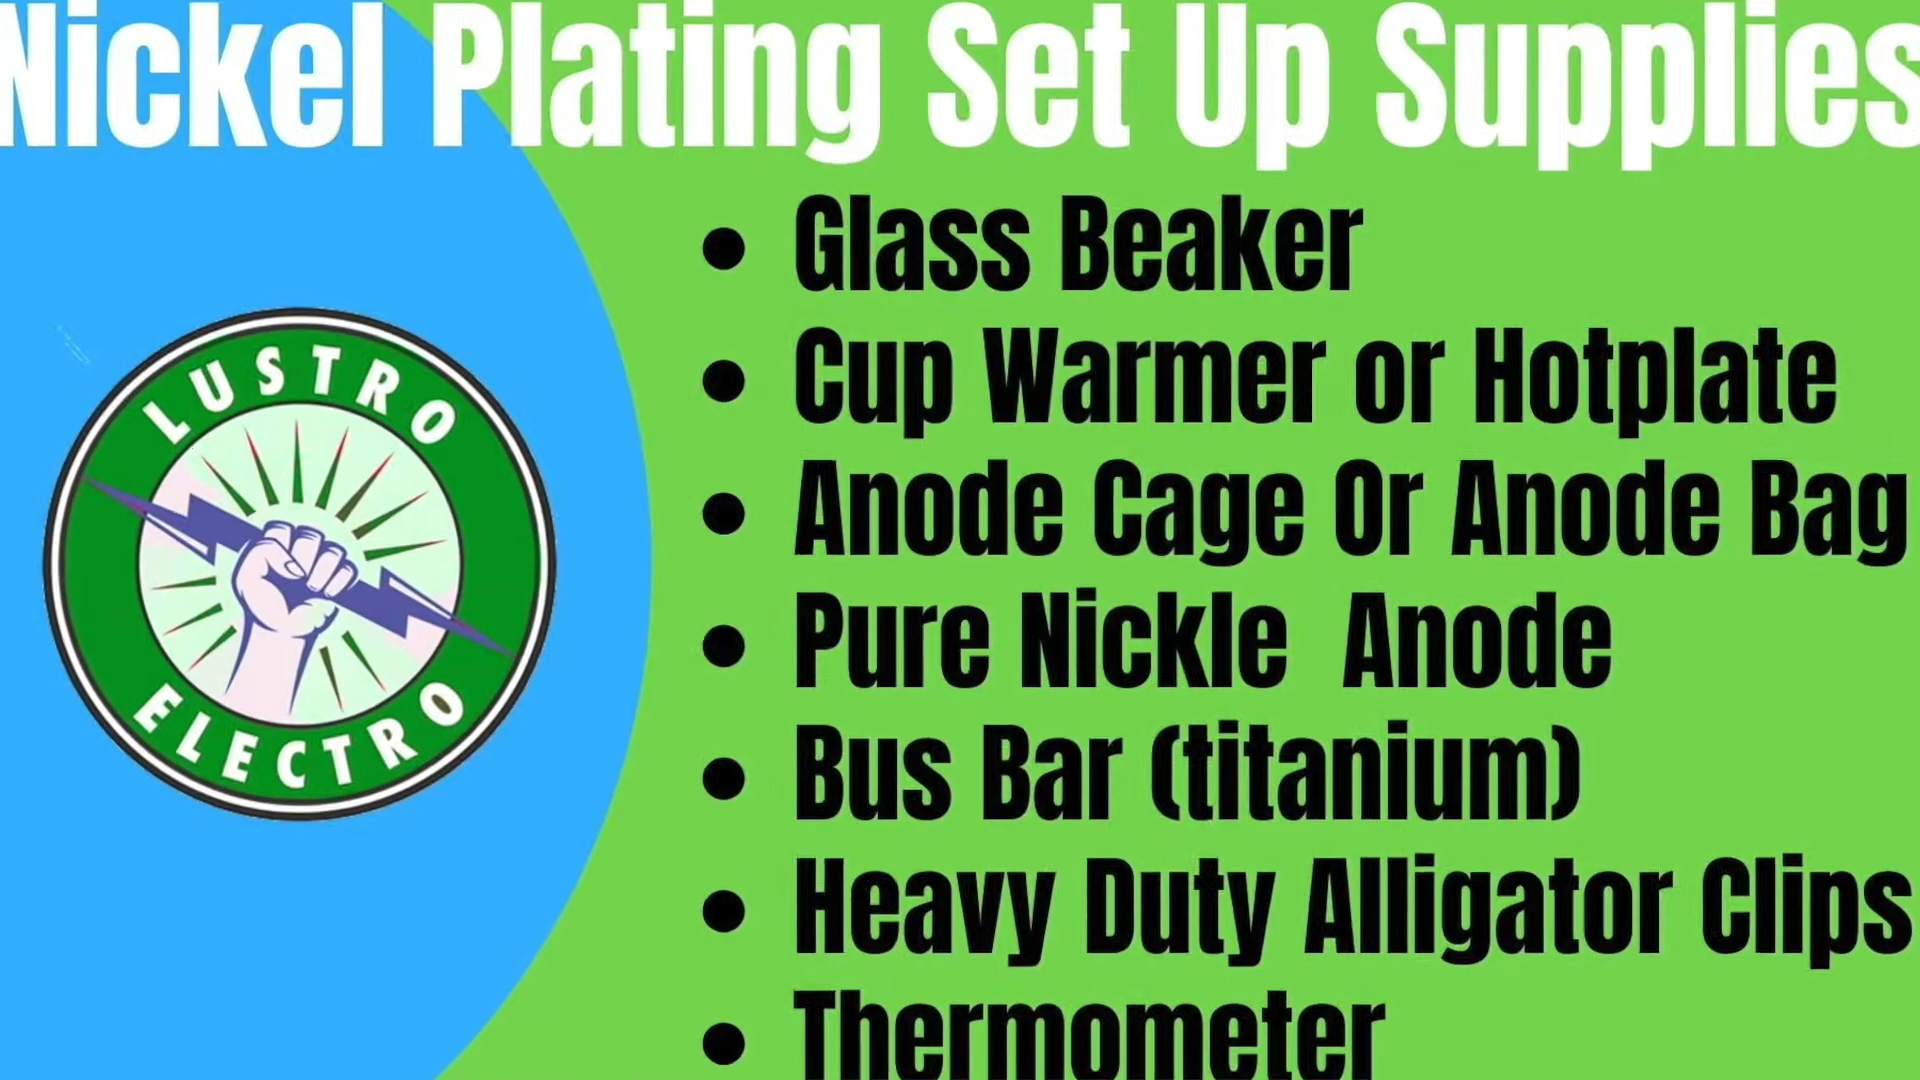 Nickel Plating Set Up Supplies
• Glass Beaker
• Cup Warmer or Hotplate
• Anode Cage Or Anode Bag
• Pure Nickle  Anode
• Bus Bar (titanium)
• Heavy Duty Alligator Clips
• Thermometer
LUSTRO
ELECTRO